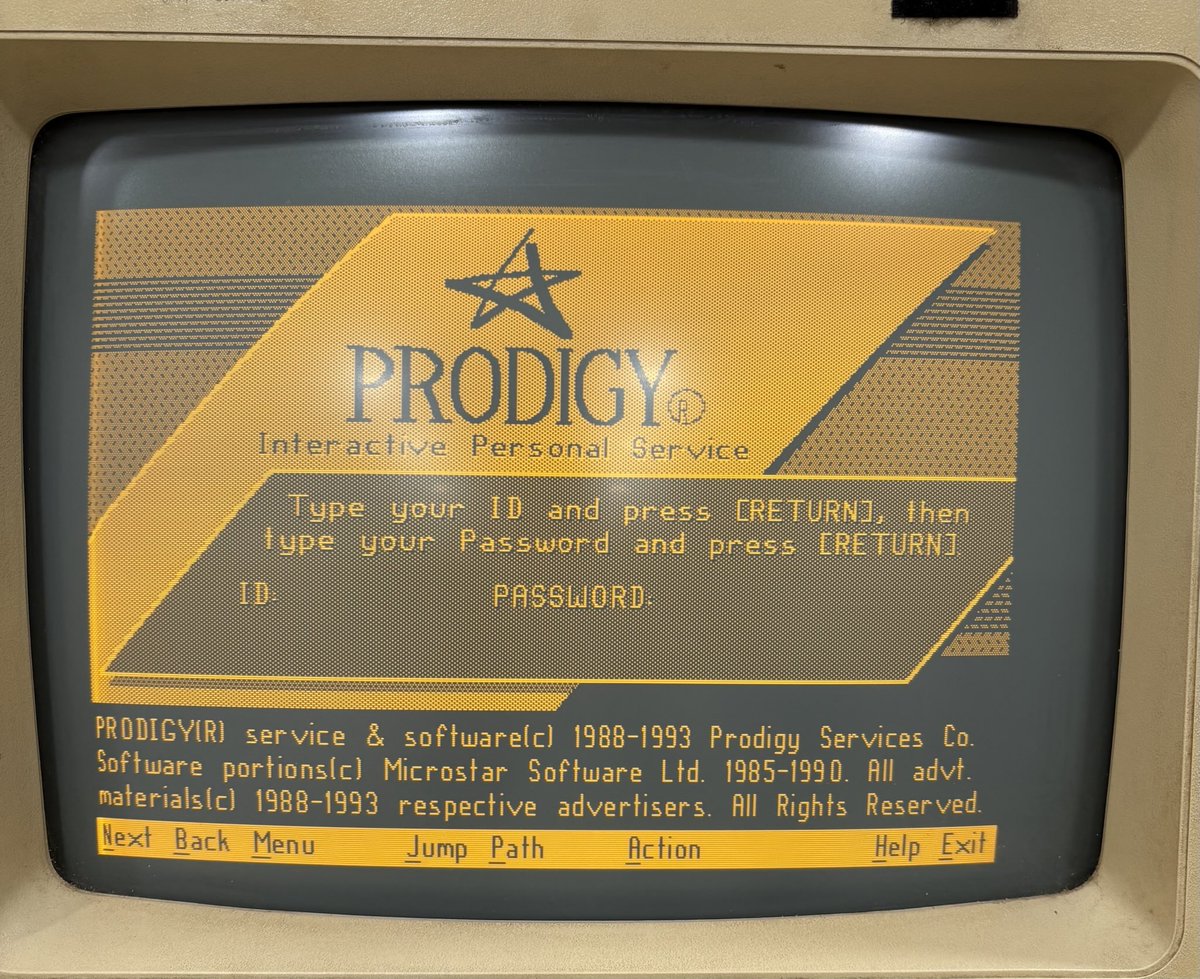 PRODIGY®
Interactive Personal Service
Type your ID and press [RETURN], then
type your Password and press [RETURN]
ID: PASSWORD:
PRODIGY(R) service & software(c) 1988-1993 Prodigy Services Co.
Software portions(c) Microstar Software Ltd. 1985-1990. All advt.
materials(c) 1988-1993 respective advertisers. All Rights Reserved.
Next Back Menu Jump Path Action Help Exit